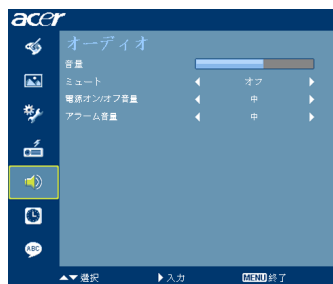 acer
オーディオ
音量
ミュート オフ
電源オン/オフ音量 中
アラーム音量 中
ABC
▲▼ 選択 ▶ 入力 MENU 終了